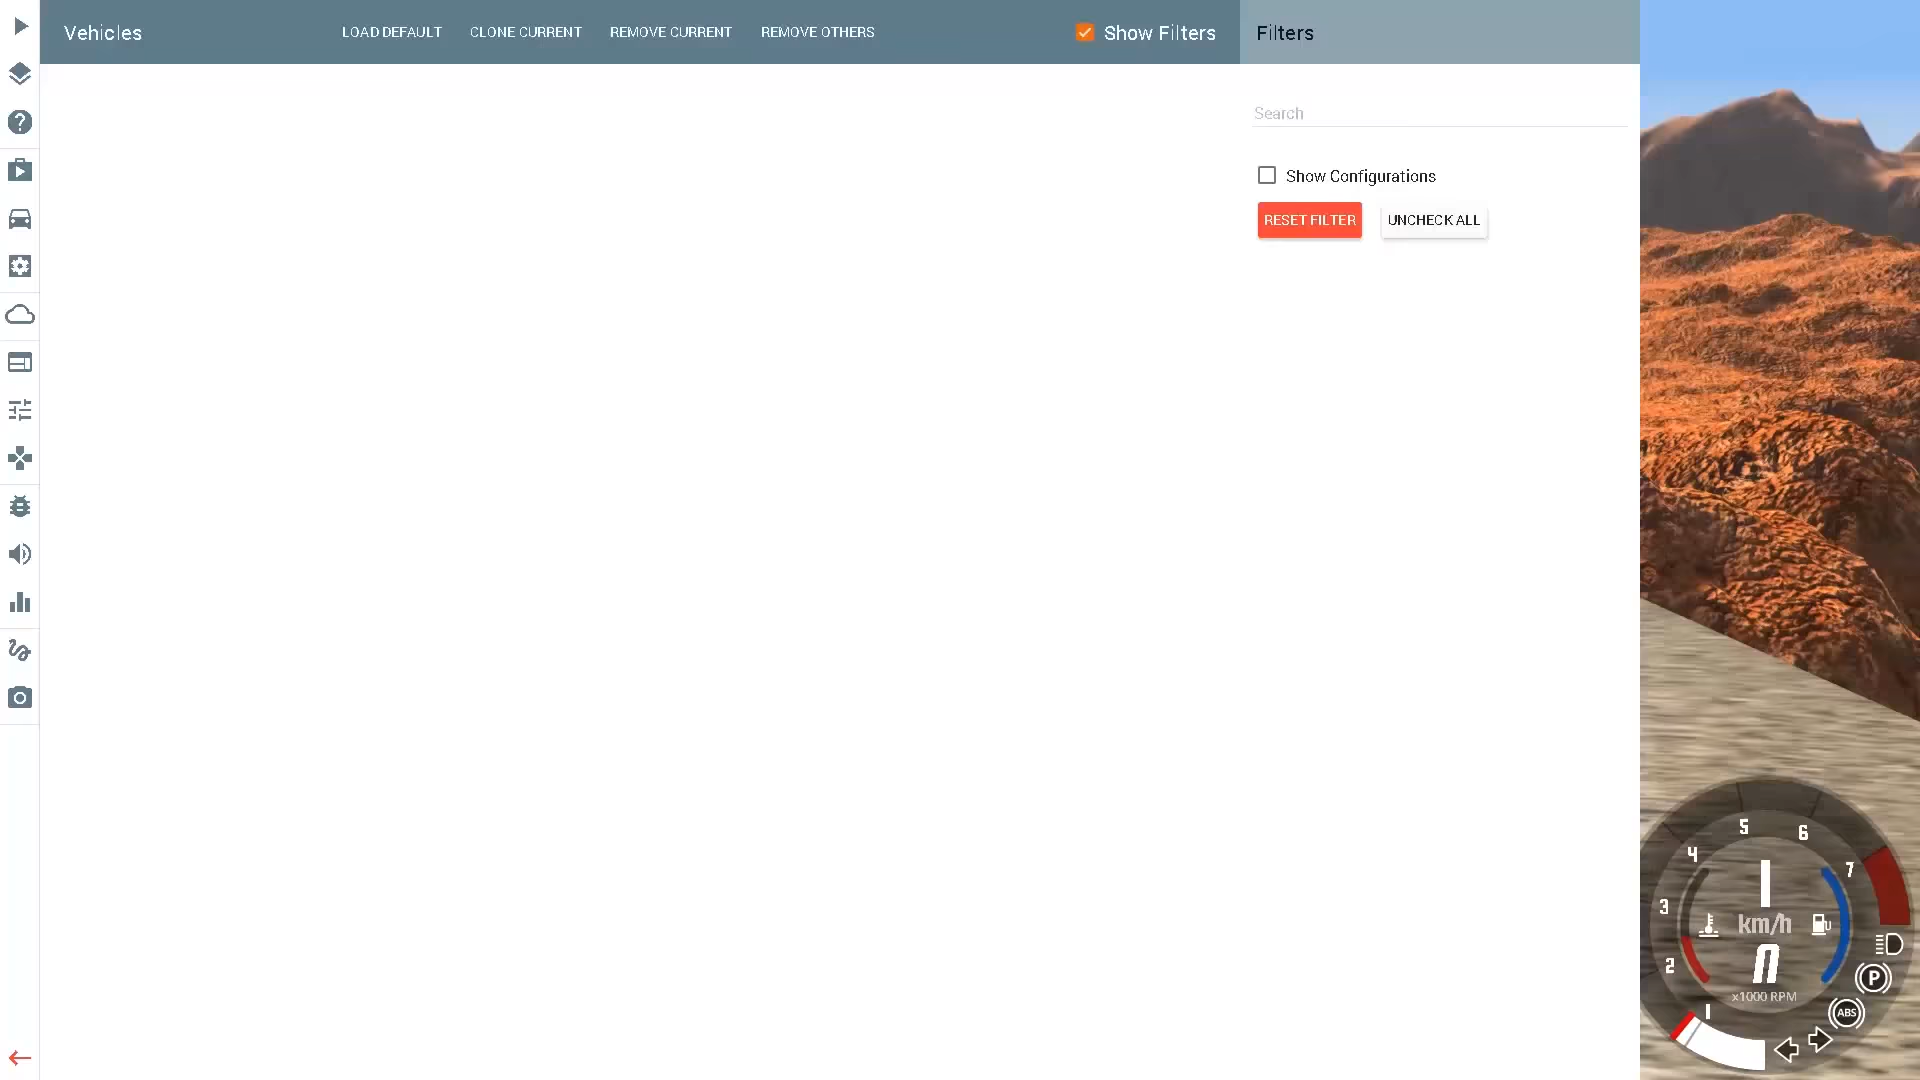 Vehicles
LOAD DEFAULT
CLONE CURRENT
REMOVE CURRENT
REMOVE OTHERS
Show Filters
Filters
Search
Show Configurations
RESET FILTER
UNCHECK ALL
5
6
4
7
3
km/h
2
n
P
x1000 RPM
1
ABS